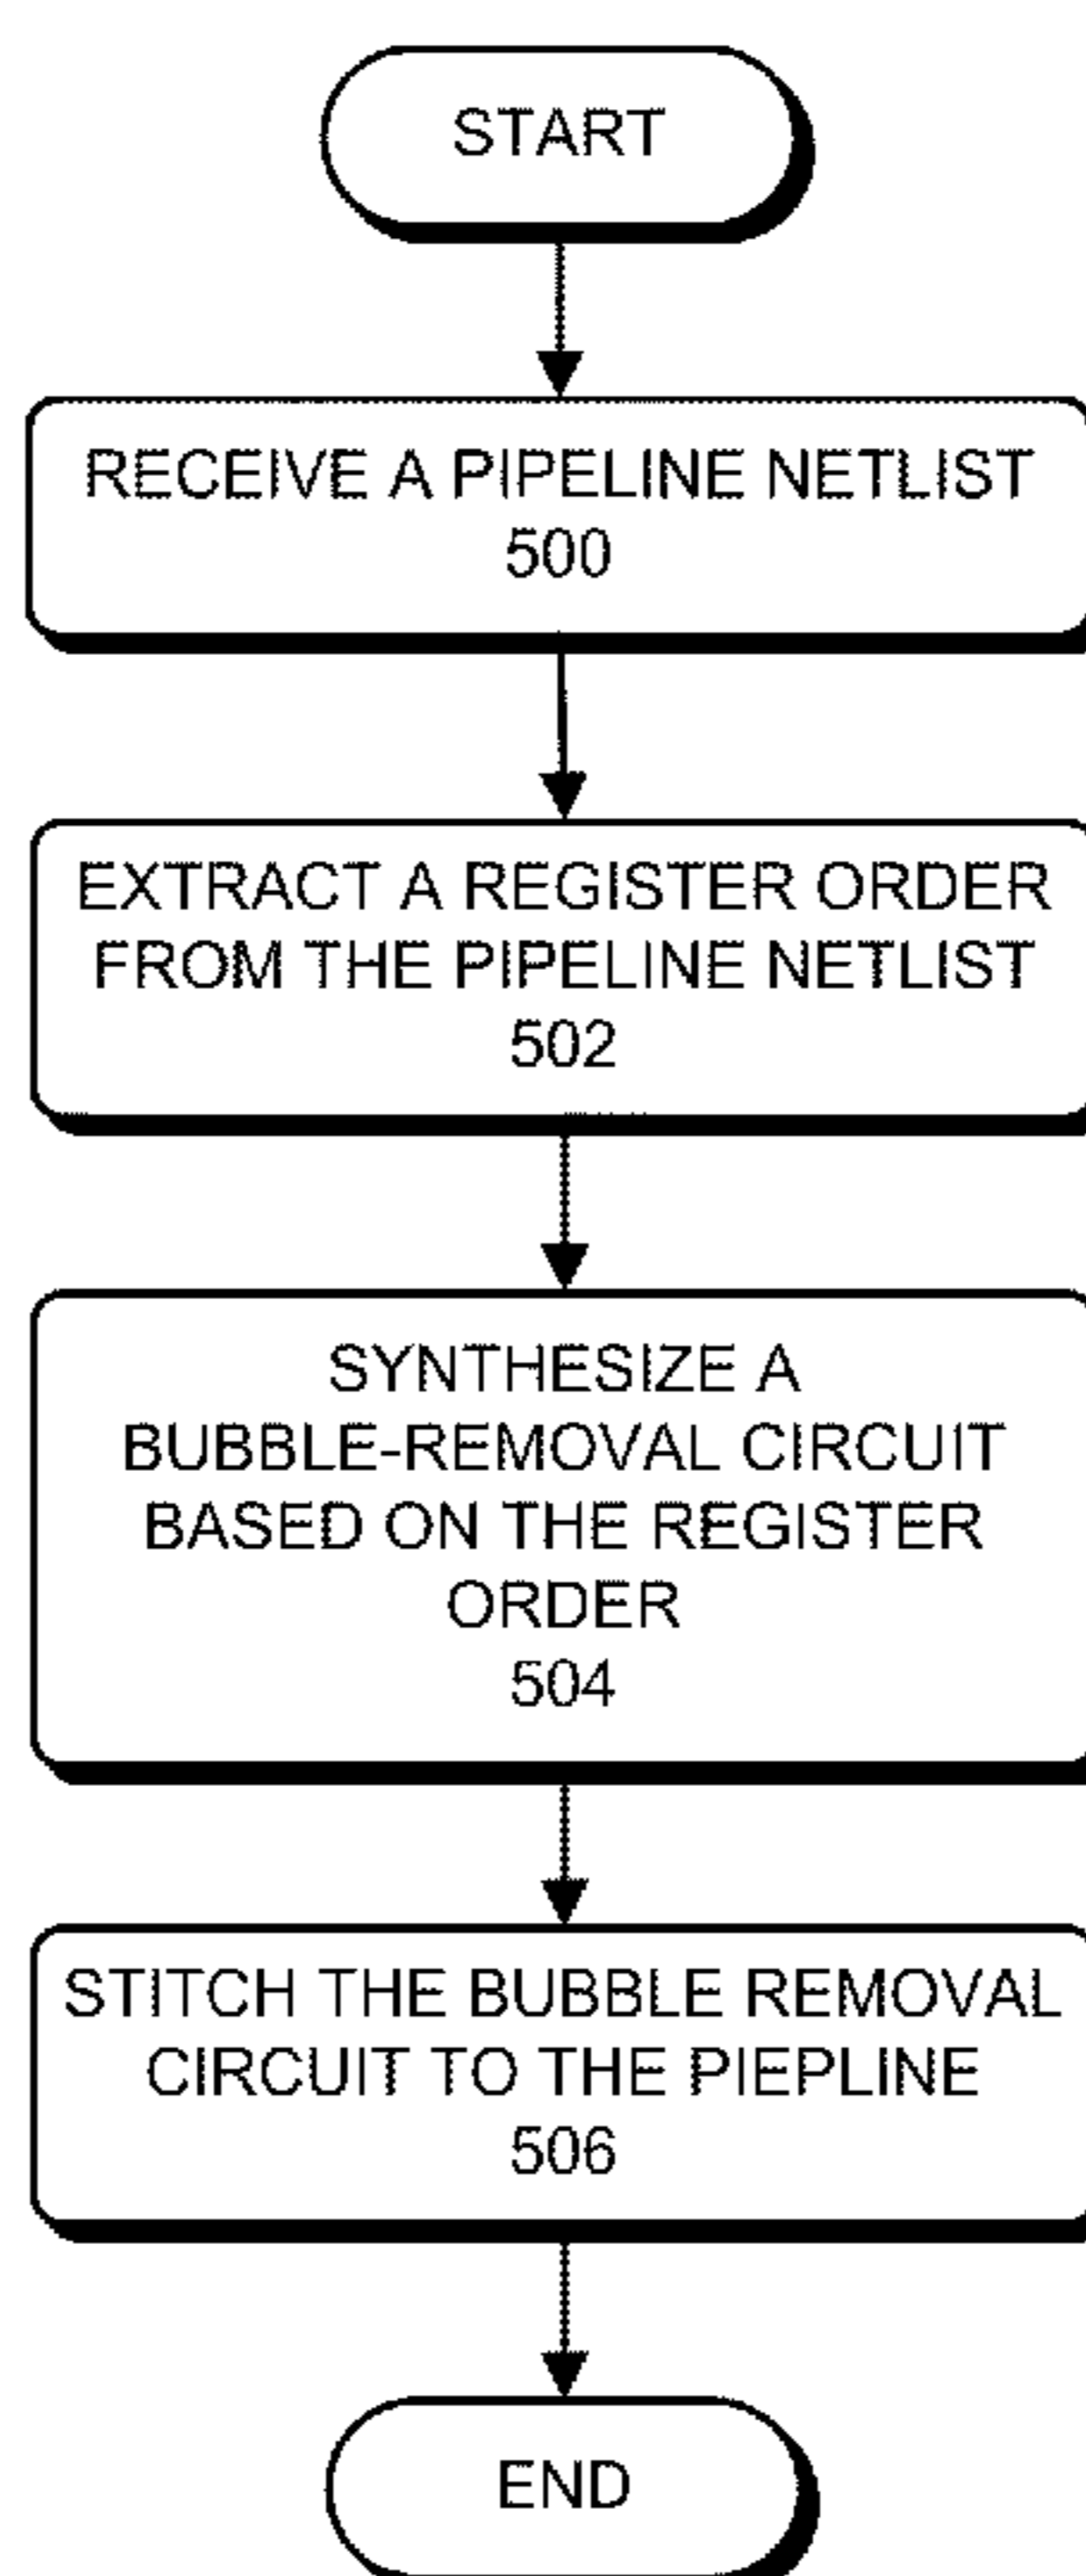 START
RECEIVE A PIPELINE NETLIST
500
EXTRACT A REGISTER ORDER
FROM THE PIPELINE NETLIST
502
SYNTHESIZE A
BUBBLE-REMOVAL CIRCUIT
BASED ON THE REGISTER
ORDER
504
STITCH THE BUBBLE REMOVAL
CIRCUIT TO THE PIEPLINE
506
END